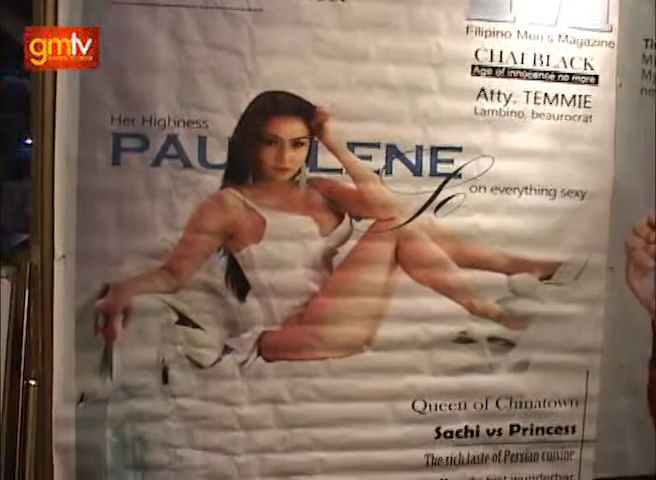 gmtv
Filipino Men's Magazine
CHAI BLACK
Age of innocence no more
Atty. TEMMIE
Lambino, beaurocrat
Her Highness
PAULENE
So
on everything sexy
Queen of Chinatown
Sachi vs Princess
The rich taste of Persian cuisine